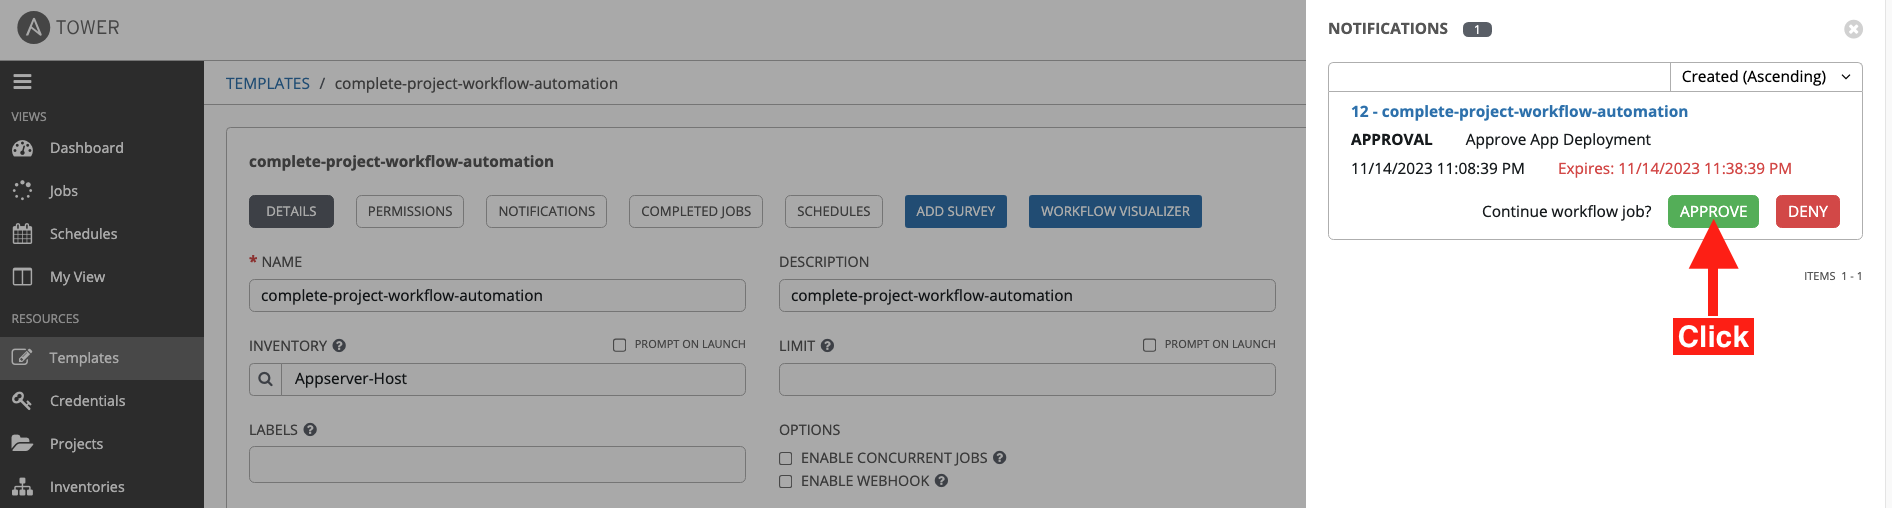 TOWER
VIEWS
Dashboard
Jobs
Schedules
My View
RESOURCES
Templates
Credentials
Projects
Inventories
TEMPLATES / complete-project-workflow-automation
complete-project-workflow-automation
DETAILS PERMISSIONS NOTIFICATIONS COMPLETED JOBS SCHEDULES ADD SURVEY WORKFLOW VISUALIZER
* NAME
complete-project-workflow-automation
DESCRIPTION
complete-project-workflow-automation
INVENTORY ? PROMPT ON LAUNCH
Appserver-Host
LIMIT ? PROMPT ON LAUNCH
LABELS ?
OPTIONS
ENABLE CONCURRENT JOBS ?
ENABLE WEBHOOK ?
NOTIFICATIONS 1
Created (Ascending)
12 - complete-project-workflow-automation
APPROVAL Approve App Deployment
11/14/2023 11:08:39 PM Expires: 11/14/2023 11:38:39 PM
Continue workflow job? APPROVE DENY
ITEMS 1 - 1
Click